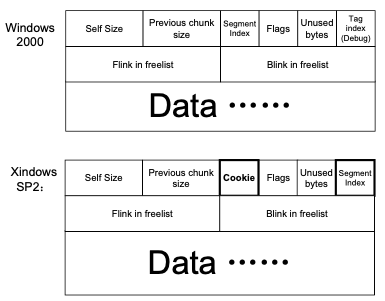 Windows 2000
Self Size
Previous chunk size
Segment Index
Flags
Unused bytes
Tag index (Debug)
Flink in freelist
Blink in freelist
Data ······
Xindows SP2：
Self Size
Previous chunk size
Cookie
Flags
Unused bytes
Segment Index
Flink in freelist
Blink in freelist
Data ······